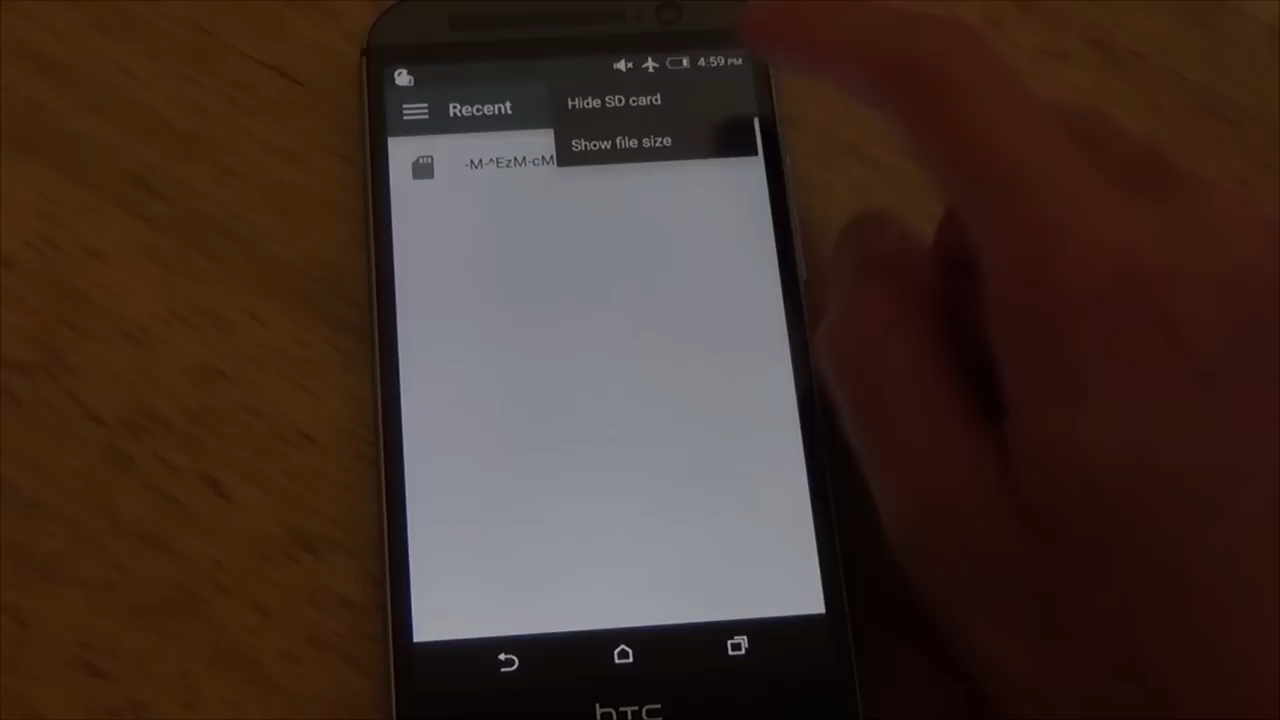 4:59 PM
Recent
Hide SD card
Show file size
-M-^EzM-cM
hTC